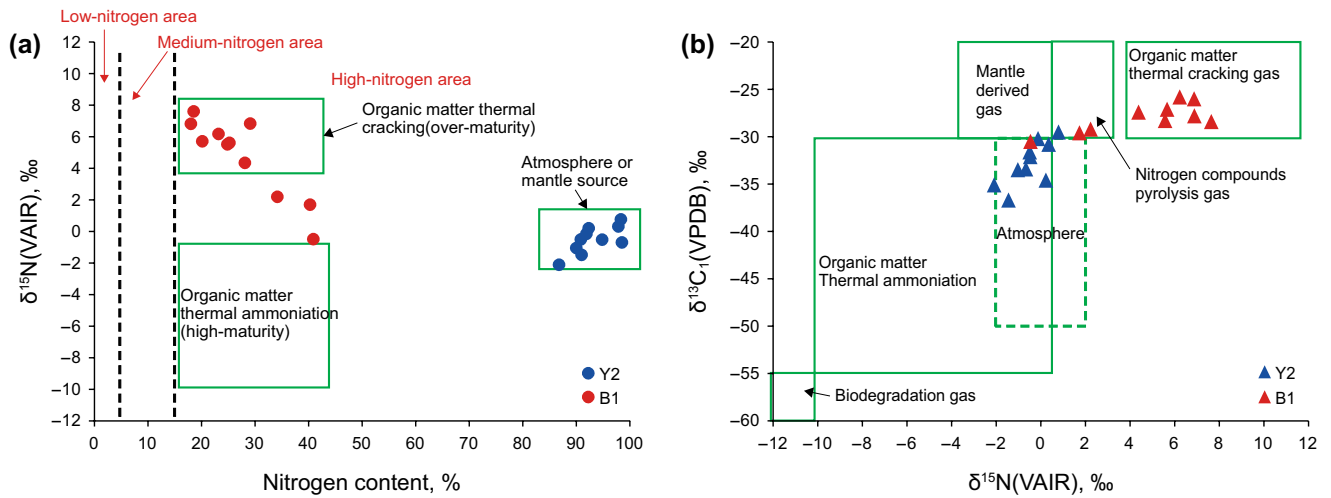 (a)
Low-nitrogen area
Medium-nitrogen area
High-nitrogen area
Organic matter thermal
cracking(over-maturity)
Atmosphere or
mantle source
Organic matter
thermal ammoniation
(high-maturity)
Y2
B1
δ¹⁵N(VAIR), ‰
12
10
8
6
4
2
0
–2
–4
–6
–8
–10
–12
0 10 20 30 40 50 60 70 80 90 100
Nitrogen content, %
(b)
Mantle
derived
gas
Organic matter
thermal cracking gas
Nitrogen compounds
pyrolysis gas
Atmosphere
Organic matter
Thermal ammoniation
Biodegradation gas
Y2
B1
δ¹³C₁(VPDB), ‰
–20
–25
–30
–35
–40
–45
–50
–55
–60
–12 –10 –8 –6 –4 –2 0 2 4 6 8 10 12
δ¹⁵N(VAIR), ‰